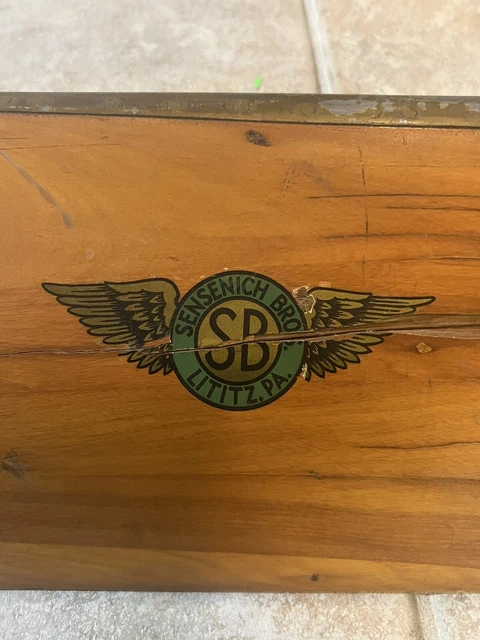 SENSENICH BROS.
SB
LITITZ, PA.